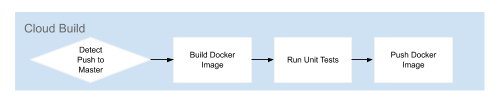 Cloud Build
Detect
Push to
Master
Build Docker
Image
Run Unit Tests
Push Docker
Image